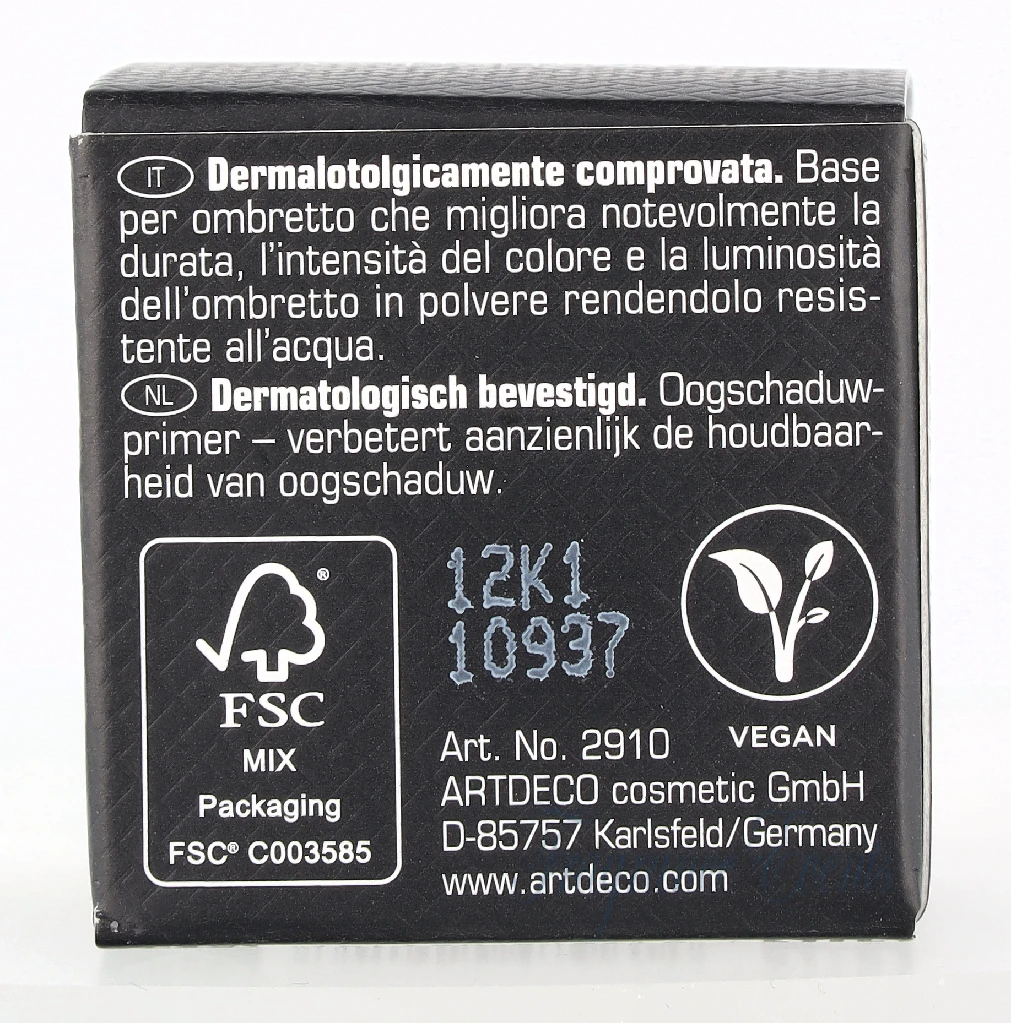 IT Dermalotolgicamente comprovata. Base
per ombretto che migliora notevolmente la
durata, l'intensità del colore e la luminosità
dell'ombretto in polvere rendendolo resis-
tente all'acqua.
NL Dermatologisch bevestigd. Oogschaduw-
primer – verbetert aanzienlijk de houdbaar-
heid van oogschaduw.
®
FSC
MIX
Packaging
FSC® C003585
12K1
10937
VEGAN
Art. No. 2910
ARTDECO cosmetic GmbH
D-85757 Karlsfeld/Germany
www.artdeco.com